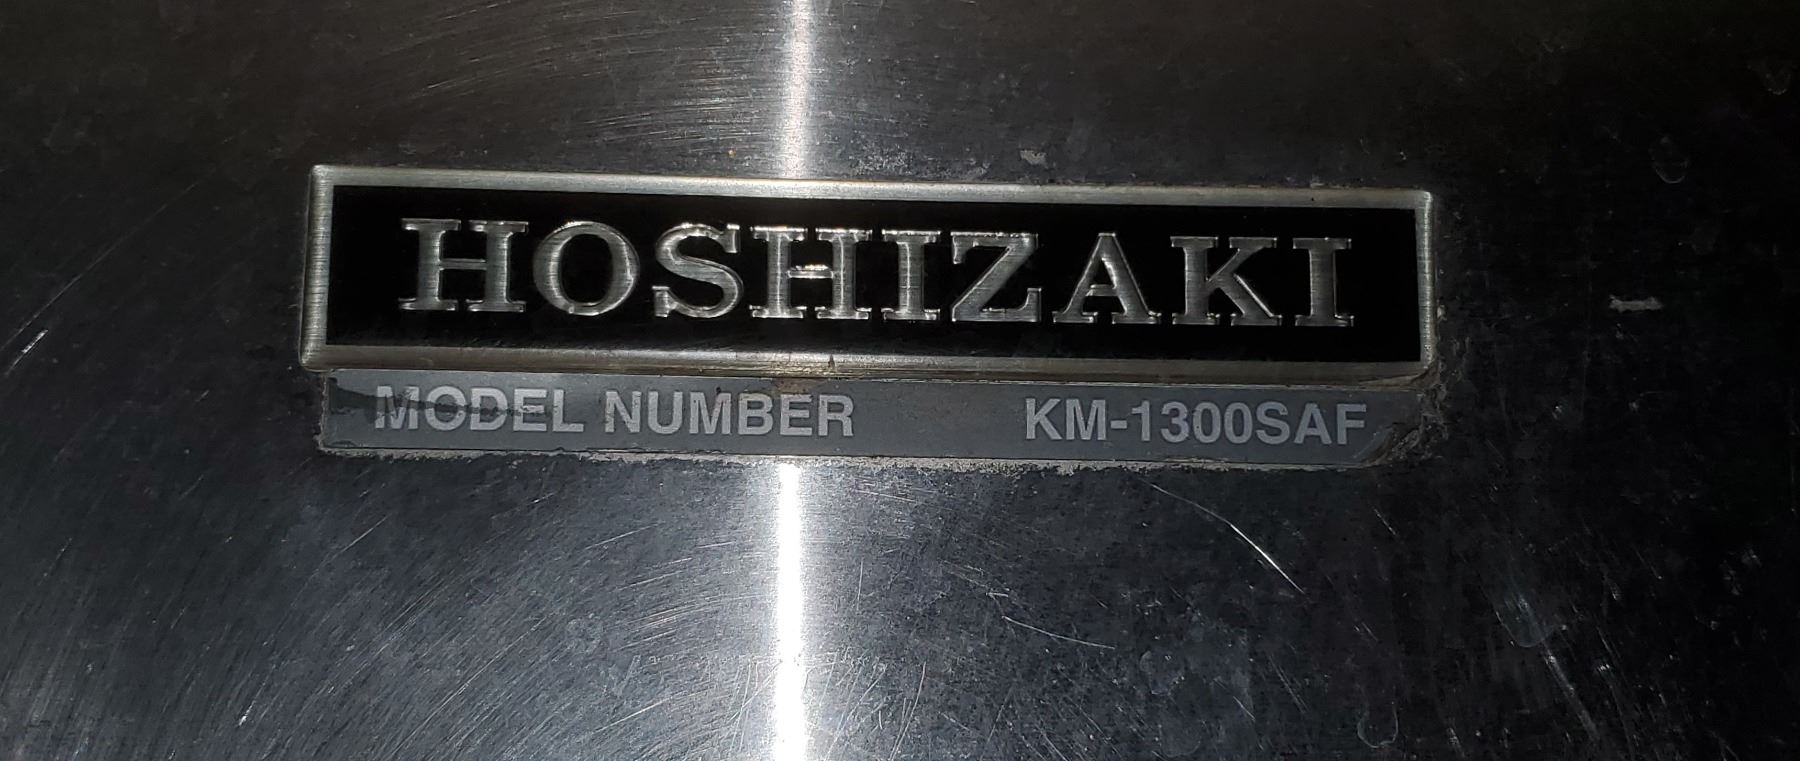 HOSHIZAKI
MODEL NUMBER KM-1300SAF